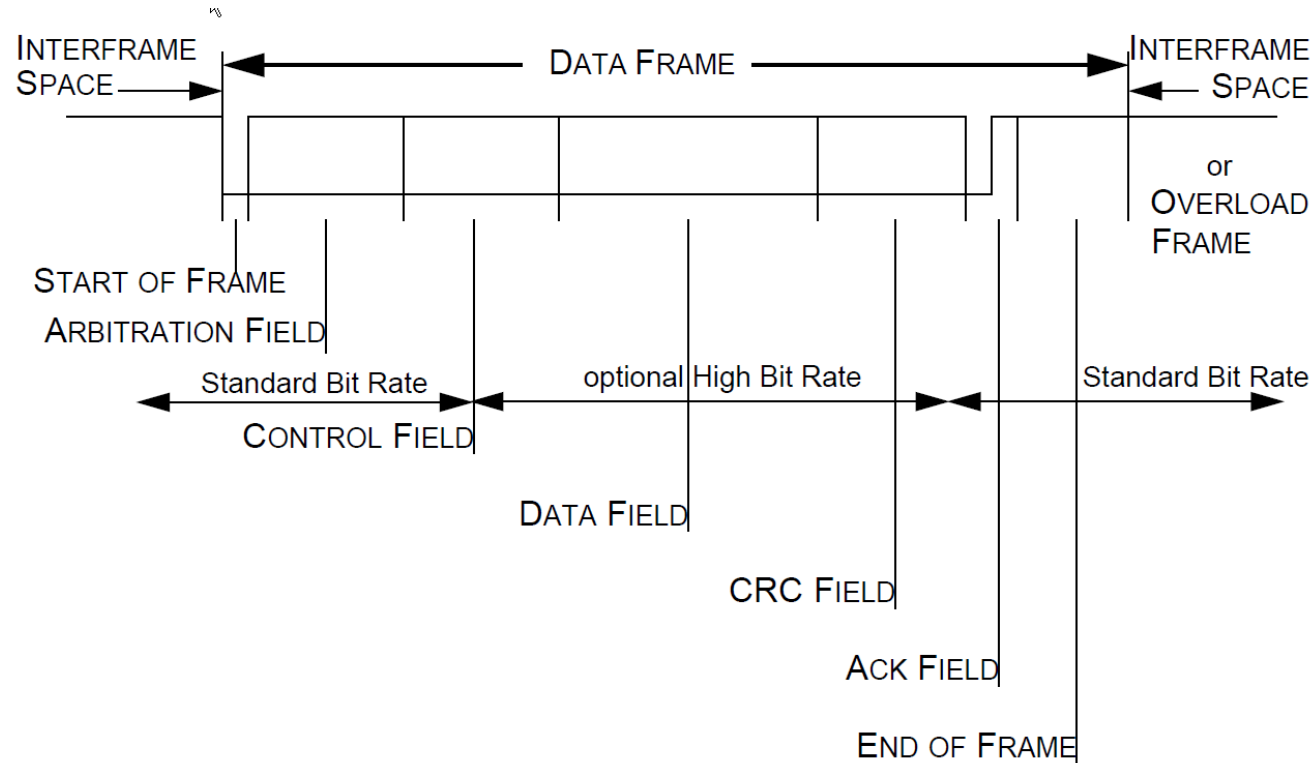 INTERFRAME
SPACE
DATA FRAME
INTERFRAME
SPACE
or
OVERLOAD
FRAME
START OF FRAME
ARBITRATION FIELD
Standard Bit Rate
optional High Bit Rate
Standard Bit Rate
CONTROL FIELD
DATA FIELD
CRC FIELD
ACK FIELD
END OF FRAME